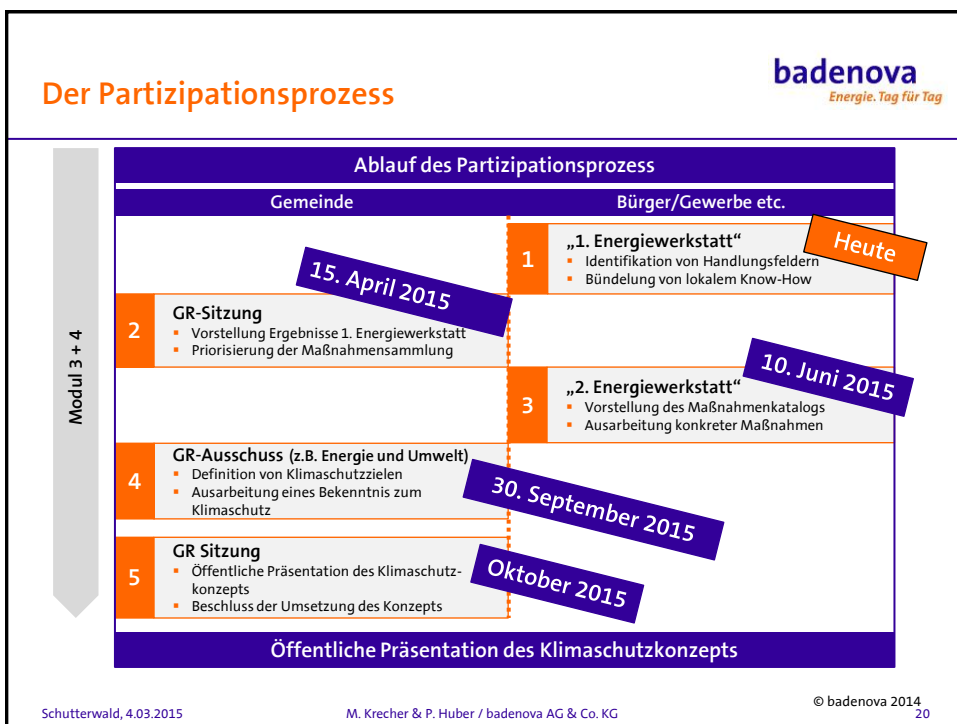 badenova
Energie. Tag für Tag
Der Partizipationsprozess
Modul 3 + 4
Ablauf des Partizipationsprozess
Gemeinde
Bürger/Gewerbe etc.
1
„1. Energiewerkstatt“
▪ Identifikation von Handlungsfeldern
▪ Bündelung von lokalem Know-How
Heute
15. April 2015
2
GR-Sitzung
▪ Vorstellung Ergebnisse 1. Energiewerkstatt
▪ Priorisierung der Maßnahmensammlung
10. Juni 2015
3
„2. Energiewerkstatt“
▪ Vorstellung des Maßnahmenkatalogs
▪ Ausarbeitung konkreter Maßnahmen
4
GR-Ausschuss (z.B. Energie und Umwelt)
▪ Definition von Klimaschutzzielen
▪ Ausarbeitung eines Bekenntnis zum
Klimaschutz
30. September 2015
5
GR Sitzung
▪ Öffentliche Präsentation des Klimaschutz-
konzepts
▪ Beschluss der Umsetzung des Konzepts
Oktober 2015
Öffentliche Präsentation des Klimaschutzkonzepts
© badenova 2014
Schutterwald, 4.03.2015
M. Krecher & P. Huber / badenova AG & Co. KG
20